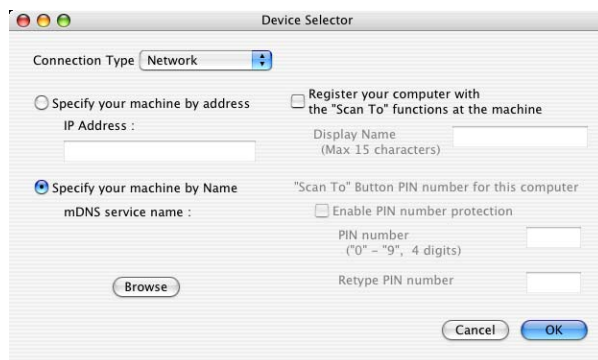 Device Selector
Connection Type Network
Specify your machine by address
IP Address :
Specify your machine by Name
mDNS service name :
Browse
Register your computer with
the "Scan To" functions at the machine
Display Name
(Max 15 characters)
"Scan To" Button PIN number for this computer
Enable PIN number protection
PIN number
("0" – "9", 4 digits)
Retype PIN number
Cancel OK